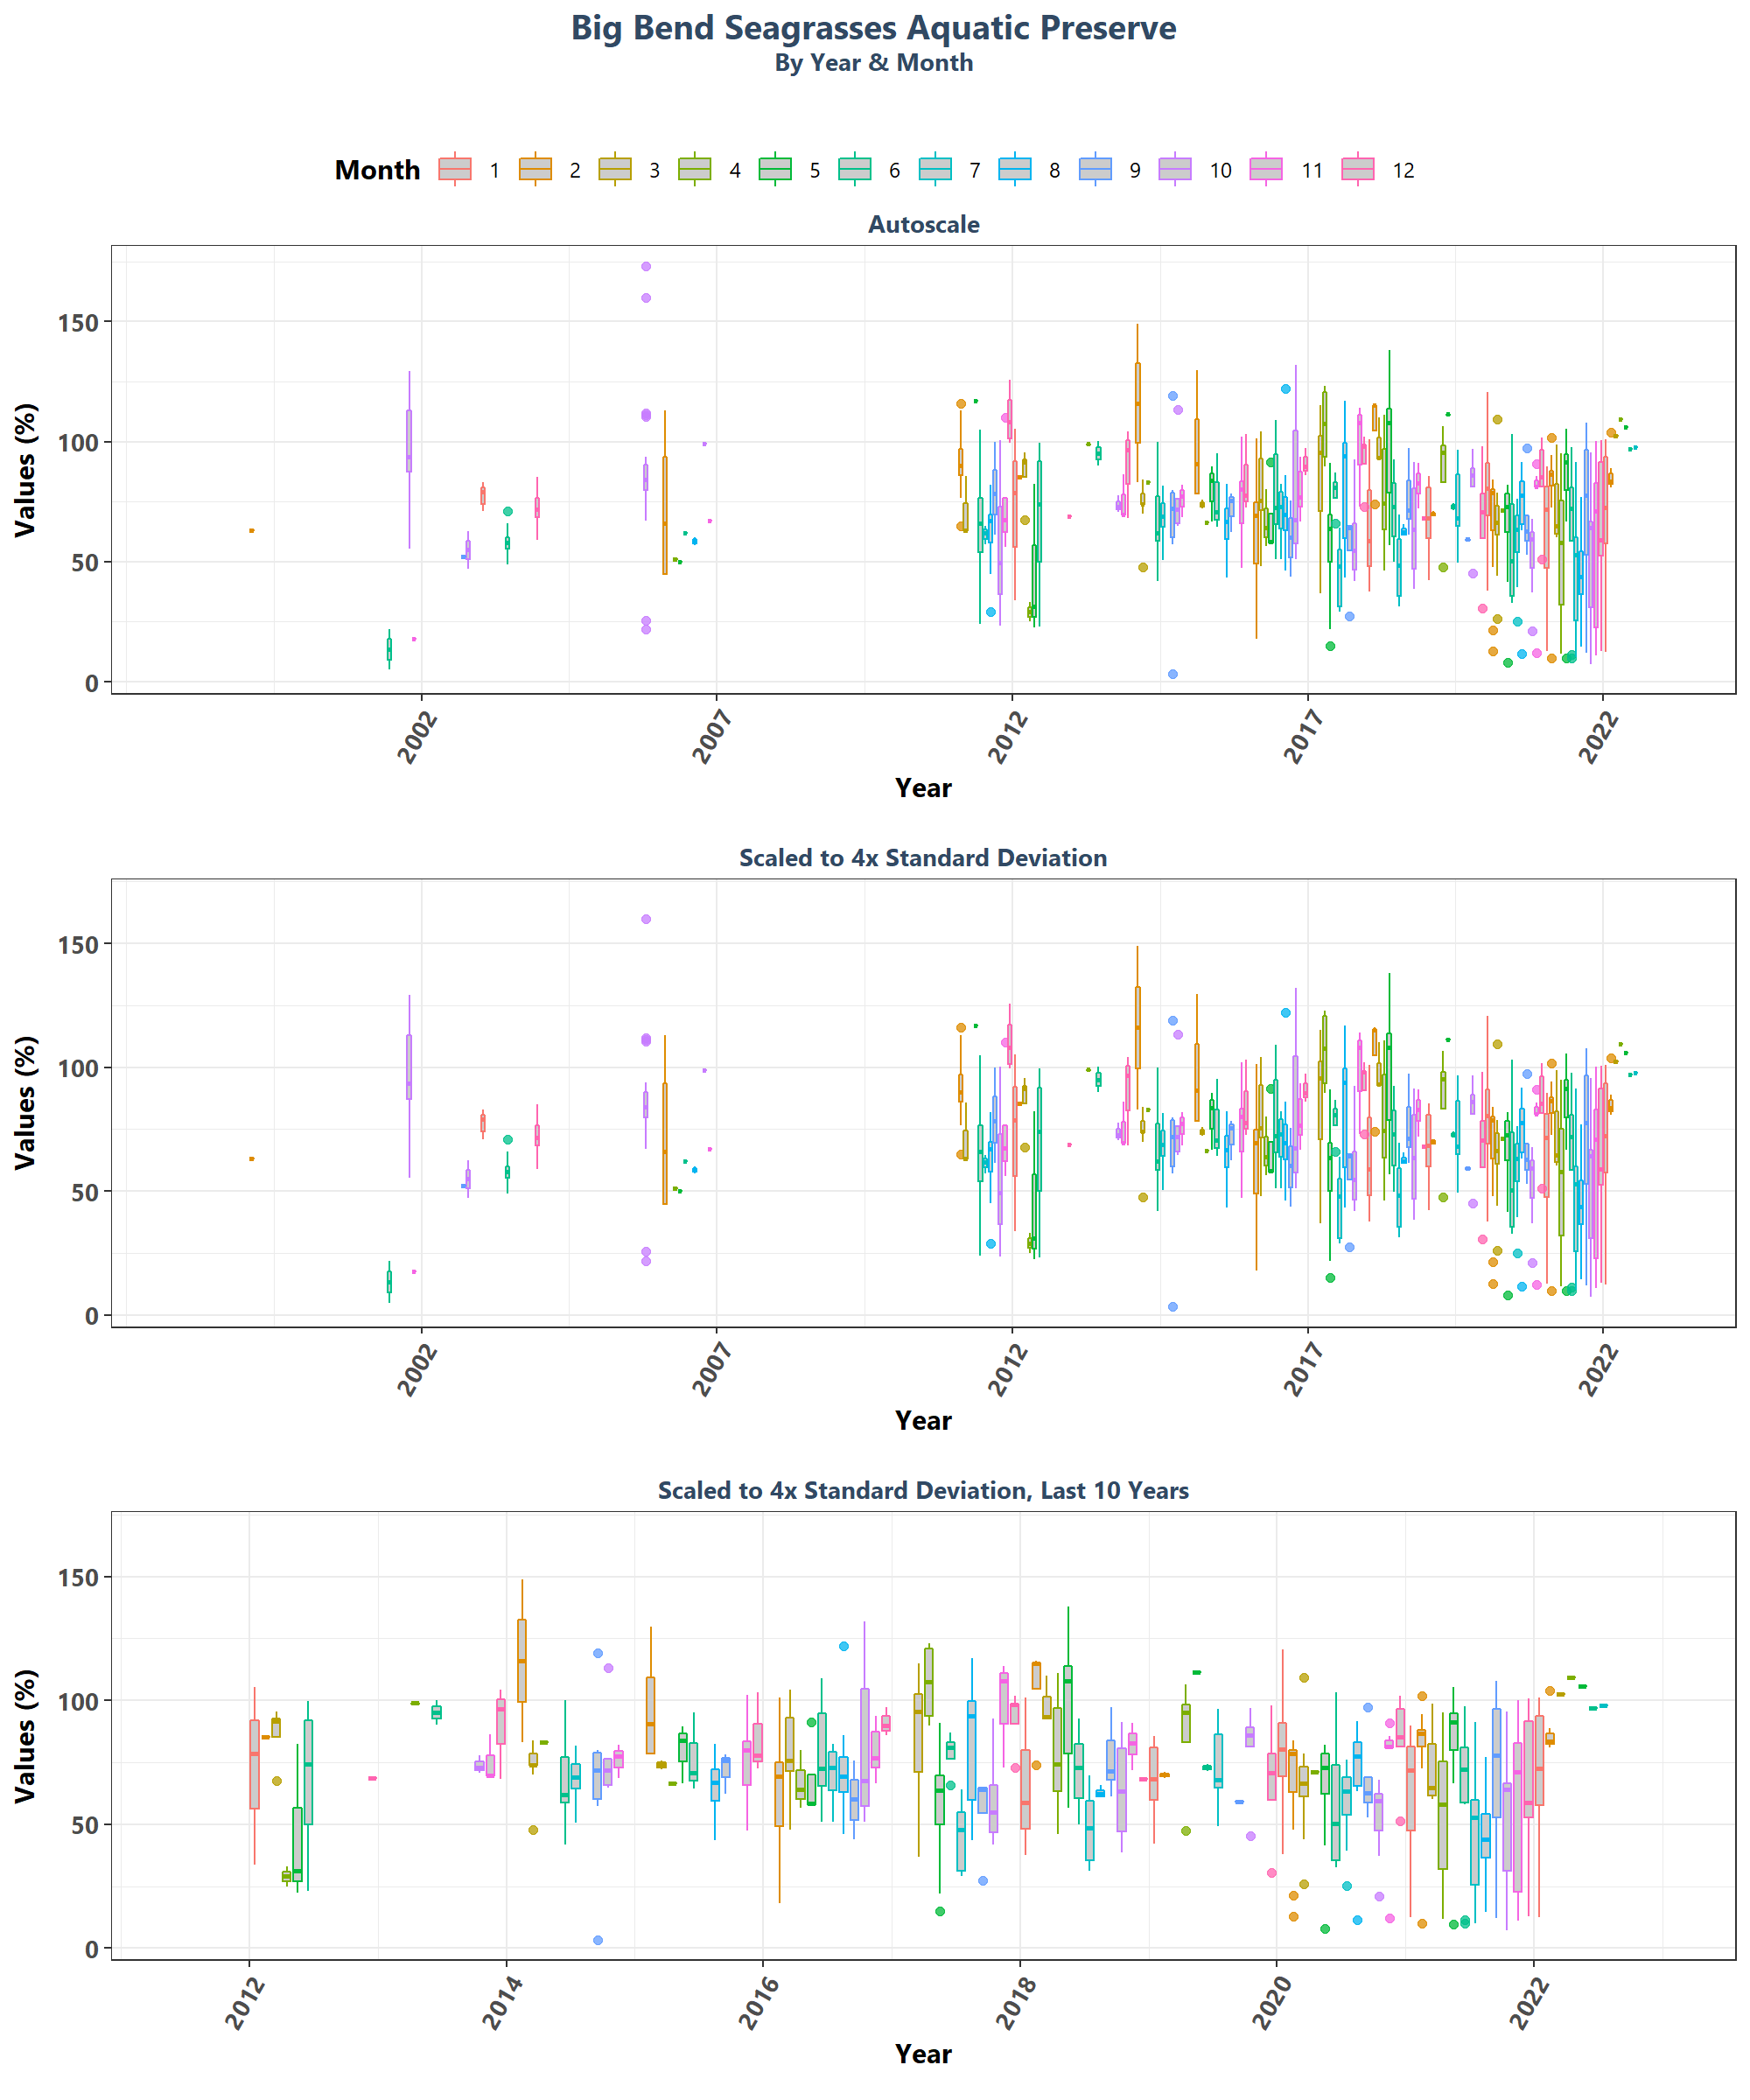 Big Bend Seagrasses Aquatic Preserve
By Year & Month
Month 1 2 3 4 5 6 7 8 9 10 11 12
Autoscale
Values (%)
150
100
50
0
2002 2007 2012 2017 2022
Year
Scaled to 4x Standard Deviation
Values (%)
150
100
50
0
2002 2007 2012 2017 2022
Year
Scaled to 4x Standard Deviation, Last 10 Years
Values (%)
150
100
50
0
2012 2014 2016 2018 2020 2022
Year